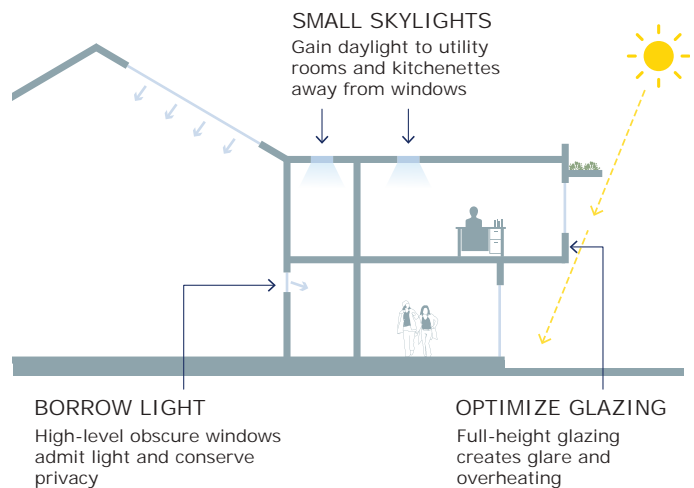 SMALL SKYLIGHTS
Gain daylight to utility
rooms and kitchenettes
away from windows
BORROW LIGHT
High-level obscure windows
admit light and conserve
privacy
OPTIMIZE GLAZING
Full-height glazing
creates glare and
overheating